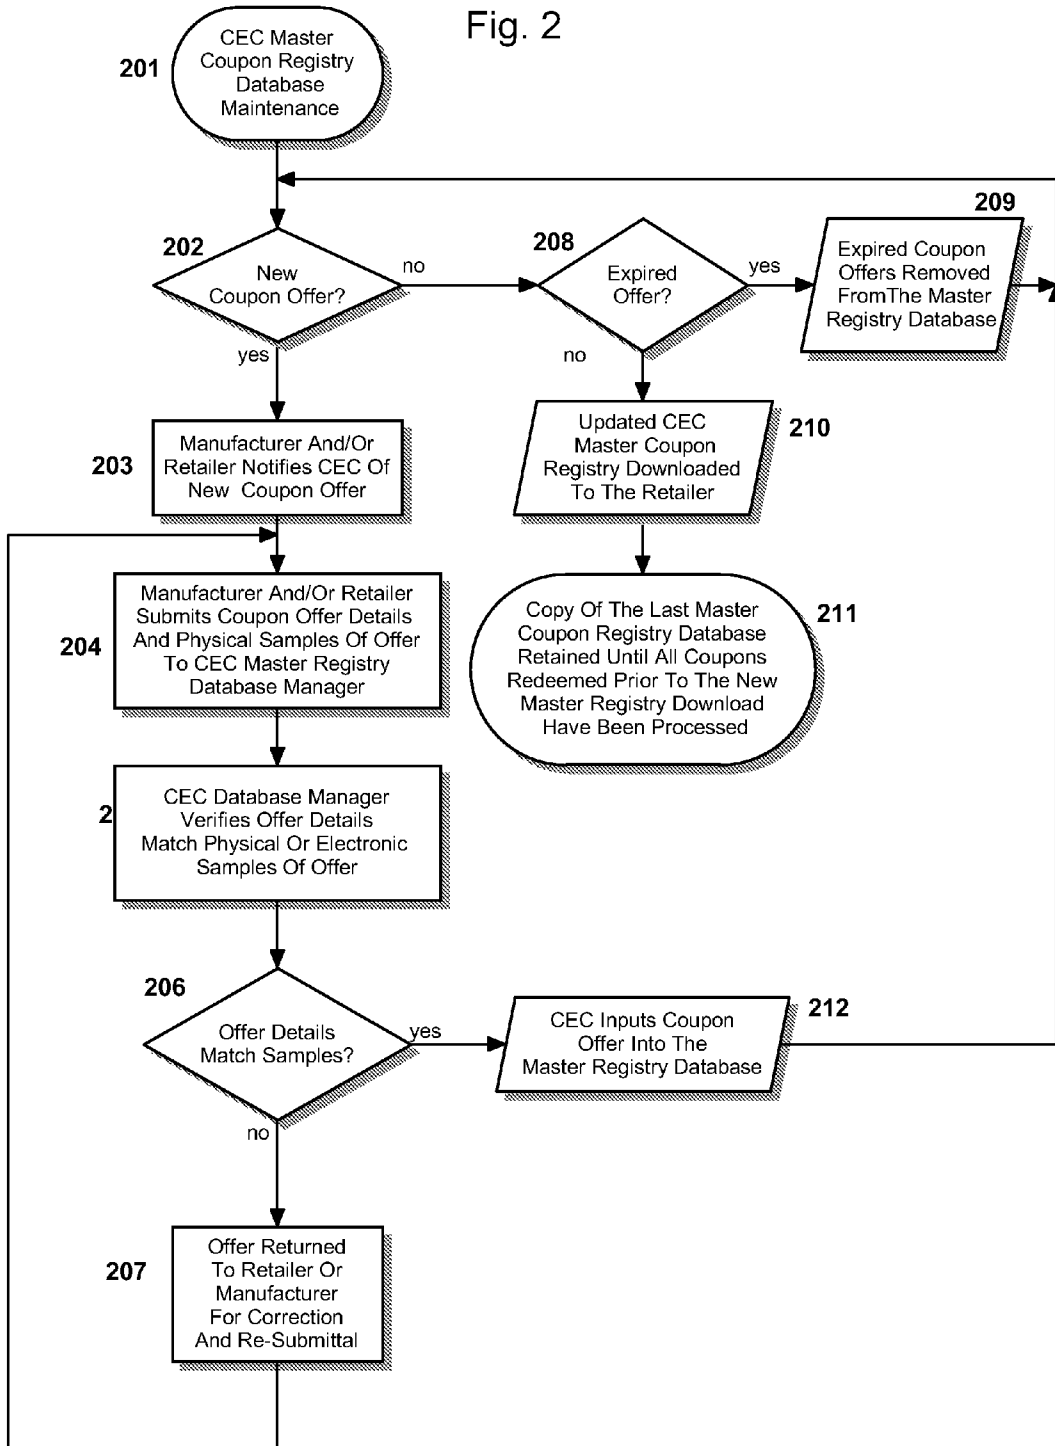 Fig. 2
201
CEC Master
Coupon Registry
Database
Maintenance
202
New
Coupon Offer?
no
yes
208
Expired
Offer?
yes
no
209
Expired Coupon
Offers Removed
FromThe Master
Registry Database
203
Manufacturer And/Or
Retailer Notifies CEC Of
New Coupon Offer
210
Updated CEC
Master Coupon
Registry Downloaded
To The Retailer
204
Manufacturer And/Or Retailer
Submits Coupon Offer Details
And Physical Samples Of Offer
To CEC Master Registry
Database Manager
211
Copy Of The Last Master
Coupon Registry Database
Retained Until All Coupons
Redeemed Prior To The New
Master Registry Download
Have Been Processed
2
CEC Database Manager
Verifies Offer Details
Match Physical Or Electronic
Samples Of Offer
206
Offer Details
Match Samples?
yes
no
212
CEC Inputs Coupon
Offer Into The
Master Registry Database
207
Offer Returned
To Retailer Or
Manufacturer
For Correction
And Re-Submittal